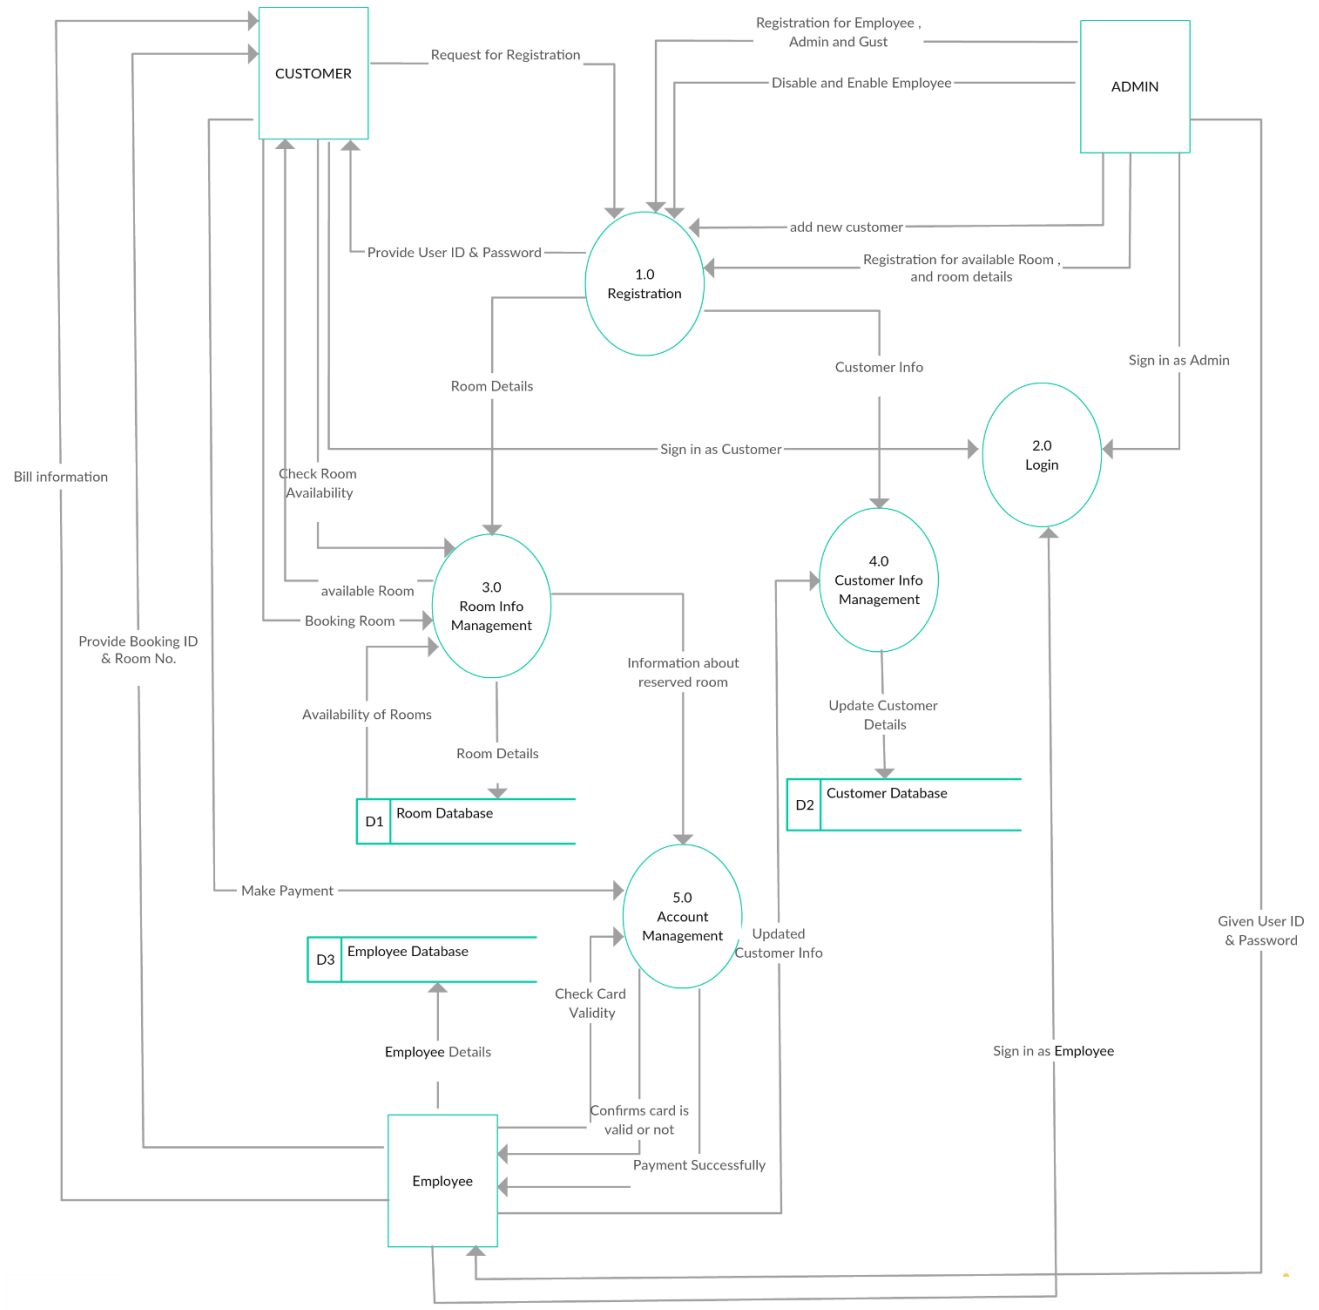 Registration for Employee ,
Admin and Gust
Request for Registration
CUSTOMER
Disable and Enable Employee
ADMIN
add new customer
Provide User ID & Password
Registration for available Room ,
and room details
1.0
Registration
Sign in as Admin
Customer Info
Room Details
Sign in as Customer
2.0
Login
Bill information
Check Room
Availability
4.0
Customer Info
Management
3.0
Room Info
Management
available Room
Booking Room
Provide Booking ID
& Room No.
Information about
reserved room
Update Customer
Details
Availability of Rooms
Room Details
D2
Customer Database
D1
Room Database
Make Payment
5.0
Account
Management
Given User ID
& Password
Updated
Customer Info
D3
Employee Database
Check Card
Validity
Employee Details
Sign in as Employee
Confirms card is
valid or not
Payment Successfully
Employee